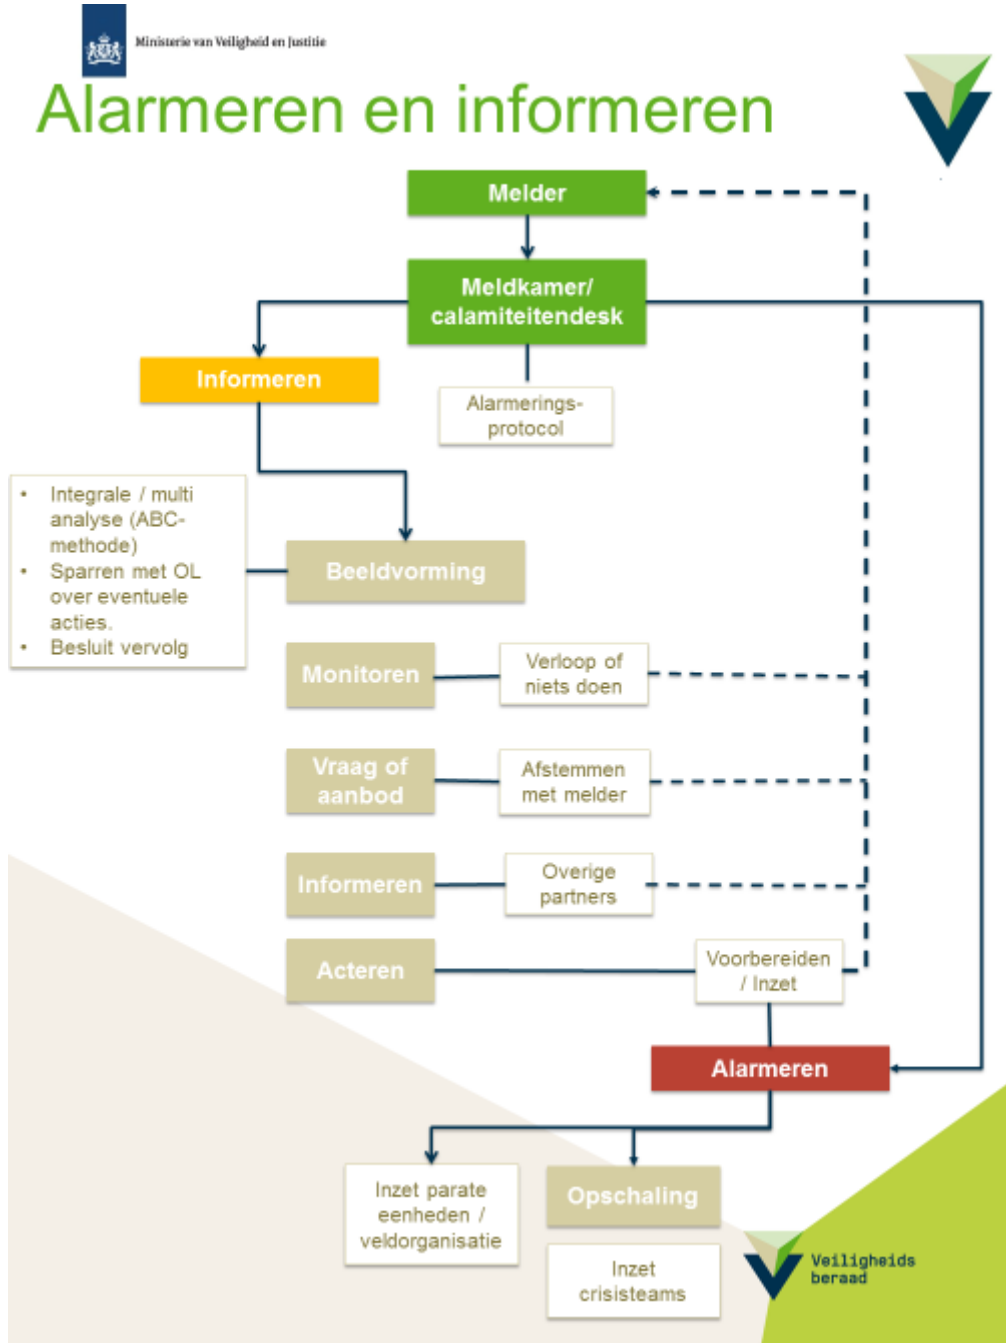 Ministerie van Veiligheid en Justitie
Alarmeren en informeren
Melder
Meldkamer/
calamiteitendesk
Informeren
Alarmerings-
protocol
• Integrale / multi
analyse (ABC-
methode)
• Sparren met OL
over eventuele
acties.
• Besluit vervolg
Beeldvorming
Monitoren
Verloop of
niets doen
Vraag of
aanbod
Afstemmen
met melder
Informeren
Overige
partners
Acteren
Voorbereiden
/ Inzet
Alarmeren
Inzet parate
eenheden /
veldorganisatie
Opschaling
Inzet
crisisteams
Veiligheids
beraad